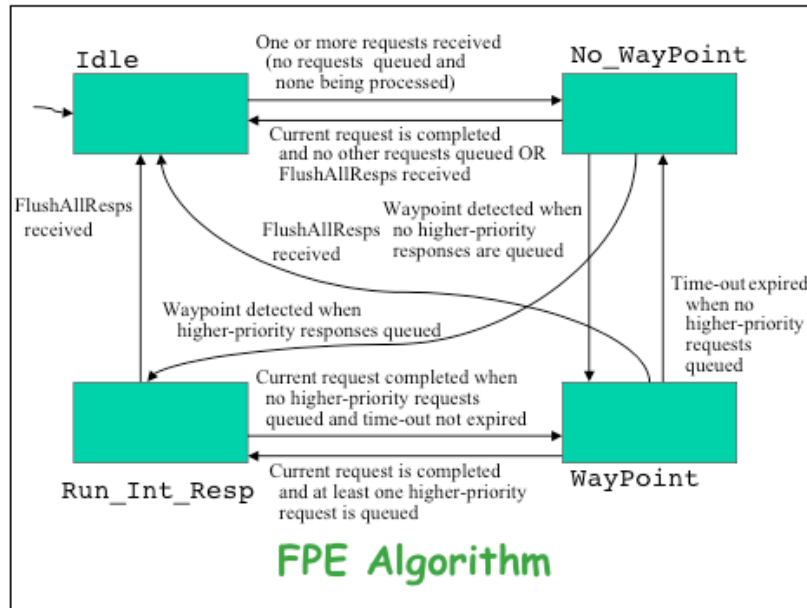 Idle
One or more requests received
(no requests queued and
none being processed)
No_WayPoint
Current request is completed
and no other requests queued OR
FlushAllResps received
FlushAllResps
received
FlushAllResps
received
Waypoint detected when
no higher-priority
responses are queued
Time-out expired
when no
higher-priority
requests
queued
Waypoint detected when
higher-priority responses queued
Current request completed when
no higher-priority requests
queued and time-out not expired
Run_Int_Resp
WayPoint
Current request is completed
and at least one higher-priority
request is queued
FPE Algorithm